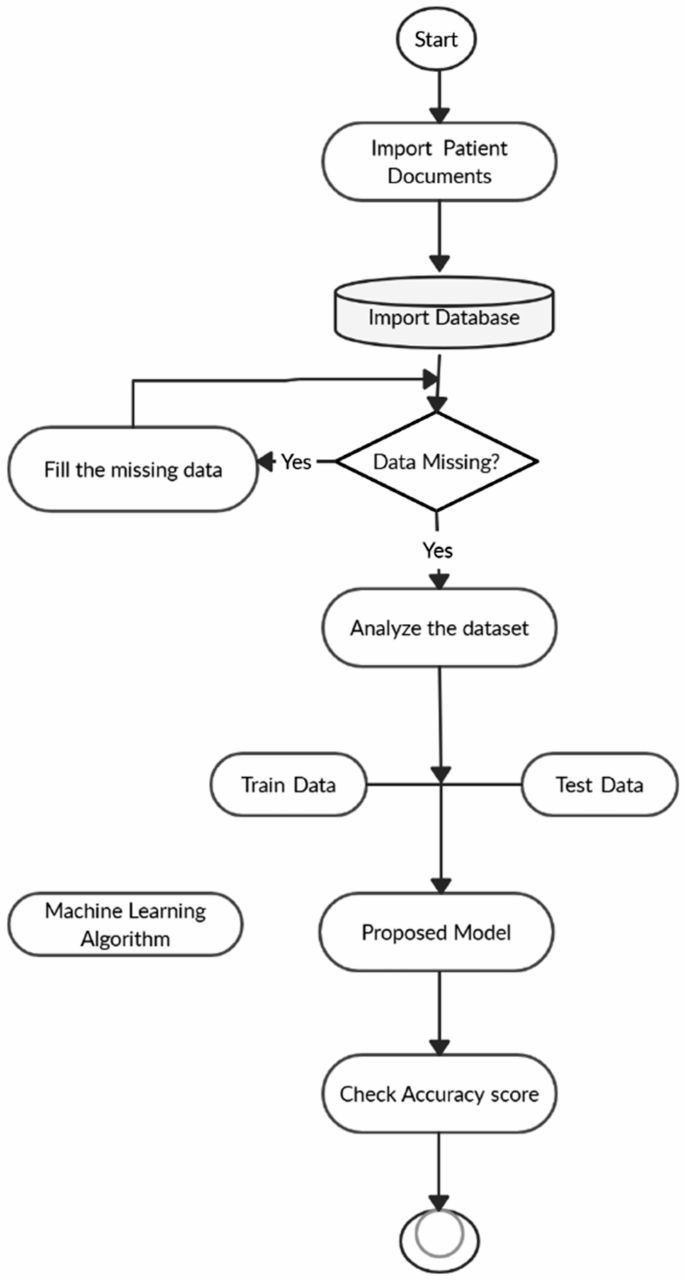 Start
Import Patient
Documents
Import Database
Data Missing?
Yes
Fill the missing data
Yes
Analyze the dataset
Train Data
Test Data
Machine Learning
Algorithm
Proposed Model
Check Accuracy score